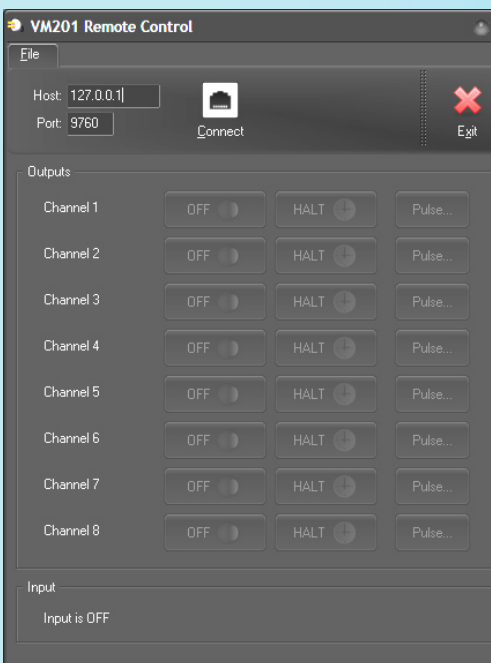 VM201 Remote Control
File
Host: 127.0.0.1
Port: 9760
Connect
Exit
Outputs
Channel 1 OFF HALT Pulse...
Channel 2 OFF HALT Pulse...
Channel 3 OFF HALT Pulse...
Channel 4 OFF HALT Pulse...
Channel 5 OFF HALT Pulse...
Channel 6 OFF HALT Pulse...
Channel 7 OFF HALT Pulse...
Channel 8 OFF HALT Pulse...
Input
Input is OFF